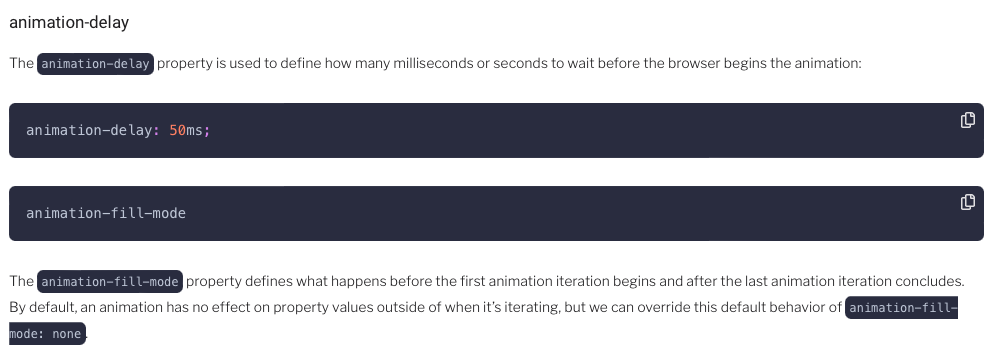 animation-delay
The animation-delay property is used to define how many milliseconds or seconds to wait before the browser begins the animation:
animation-delay: 50ms;
animation-fill-mode
The animation-fill-mode property defines what happens before the first animation iteration begins and after the last animation iteration concludes.
By default, an animation has no effect on property values outside of when it's iterating, but we can override this default behavior of animation-fill-
mode: none.